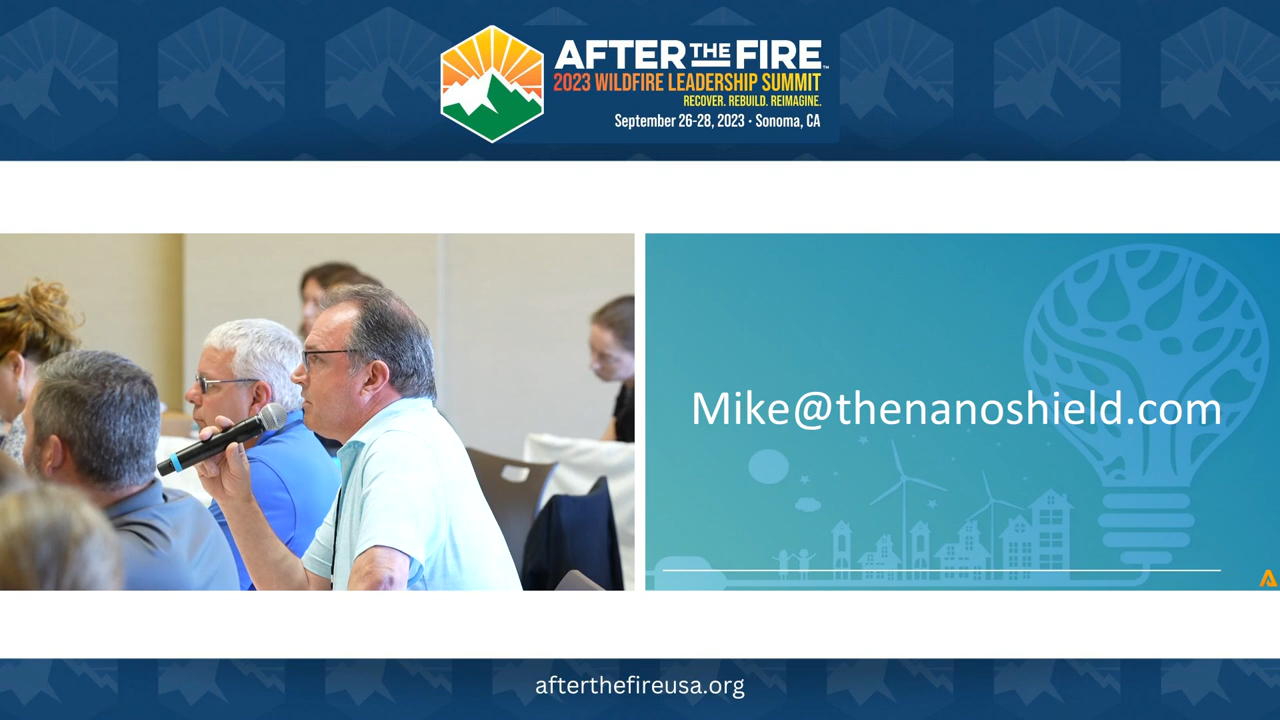 AFTER THE FIRE™
2023 WILDFIRE LEADERSHIP SUMMIT
RECOVER. REBUILD. REIMAGINE.
September 26-28, 2023 • Sonoma, CA
Mike@thenanoshield.com
afterthefireusa.org